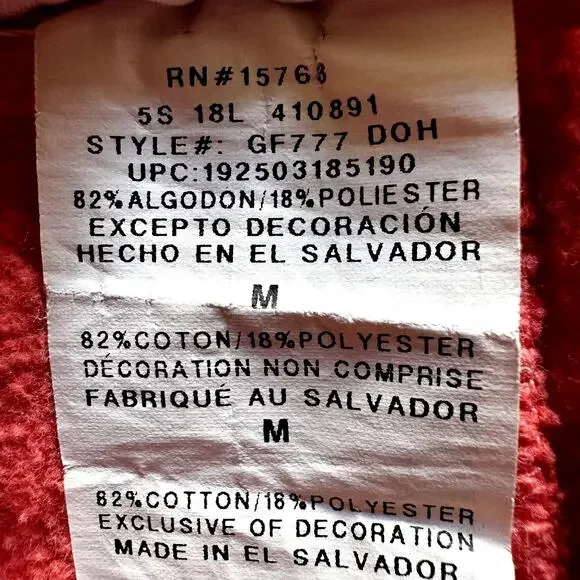 RN#15763
5S 18L 410891
STYLE#: GF777 DOH
UPC:192503185190
82%ALGODON/18%POLIESTER
EXCEPTO DECORACIÓN
HECHO EN EL SALVADOR
M
82%COTON/18%POLYESTER
DÉCORATION NON COMPRISE
FABRIQUÉ AU SALVADOR
M
82%COTTON/18%POLYESTER
EXCLUSIVE OF DECORATION
MADE IN EL SALVADOR